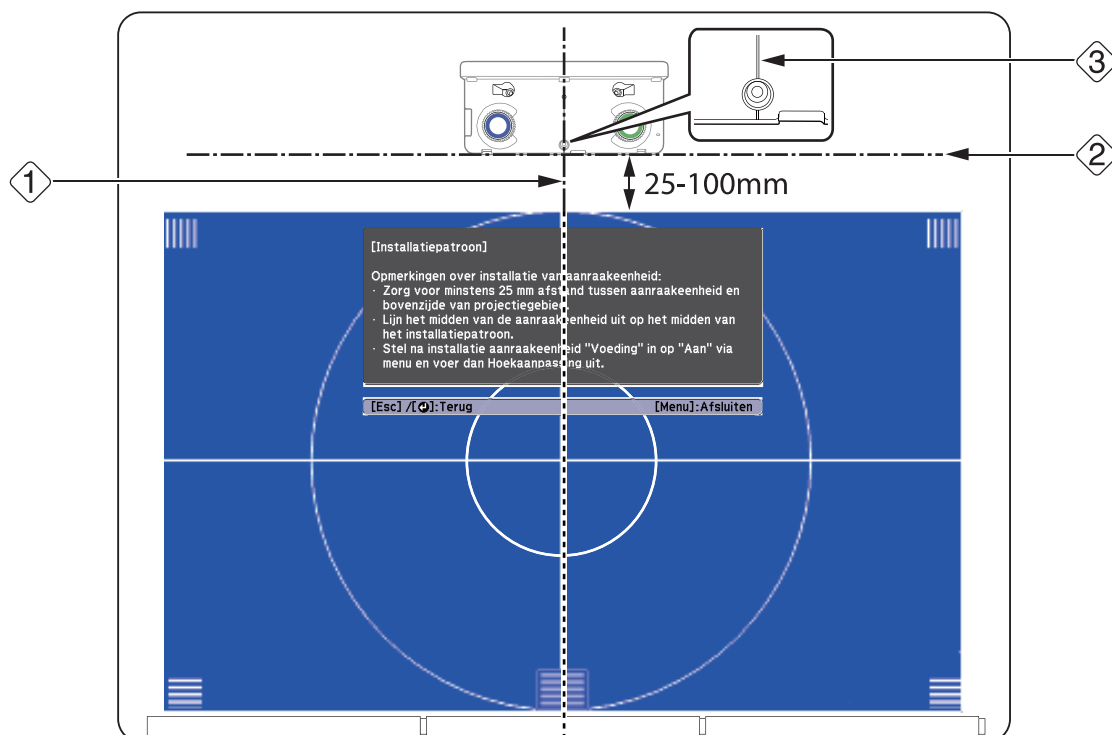 3
2
1
25-100mm
[Installatiepatroon]
Opmerkingen over installatie van aanraakeenheid:
· Zorg voor minstens 25 mm afstand tussen aanraakeenheid en
bovenzijde van projectiegebied.
· Lijn het midden van de aanraakeenheid uit op het midden van
het installatiepatroon.
· Stel na installatie aanraakeenheid "Voeding" in op "Aan" via
menu en voer dan Hoekaanpassing uit.
[Esc] /[⏎]:Terug [Menu]:Afsluiten